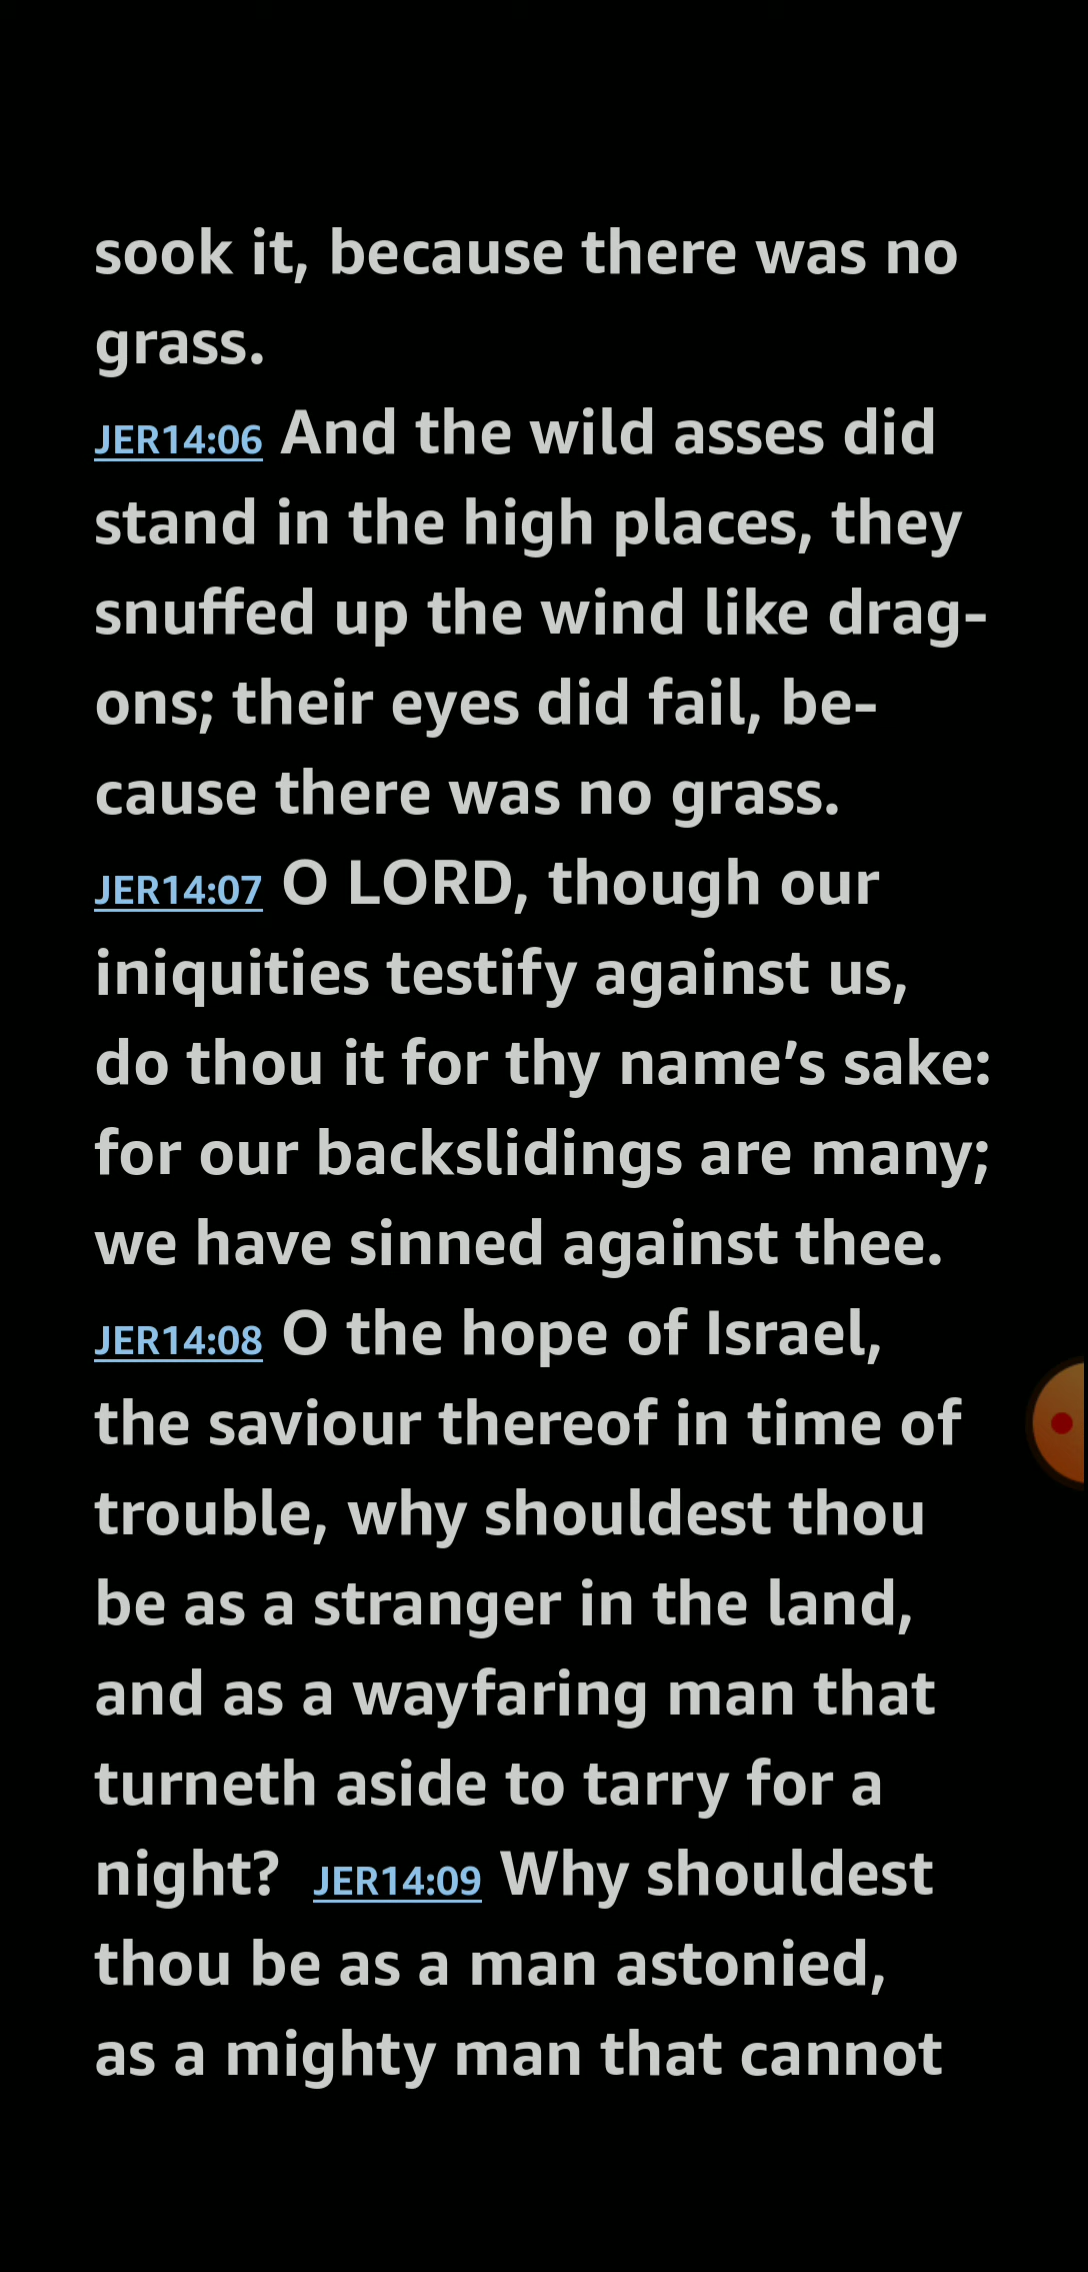 sook it, because there was no
grass.
JER14:06 And the wild asses did
stand in the high places, they
snuffed up the wind like drag-
ons; their eyes did fail, be-
cause there was no grass.
JER14:07 O LORD, though our
iniquities testify against us,
do thou it for thy name’s sake:
for our backslidings are many;
we have sinned against thee.
JER14:08 O the hope of Israel,
the saviour thereof in time of
trouble, why shouldest thou
be as a stranger in the land,
and as a wayfaring man that
turneth aside to tarry for a
night? JER14:09 Why shouldest
thou be as a man astonied,
as a mighty man that cannot